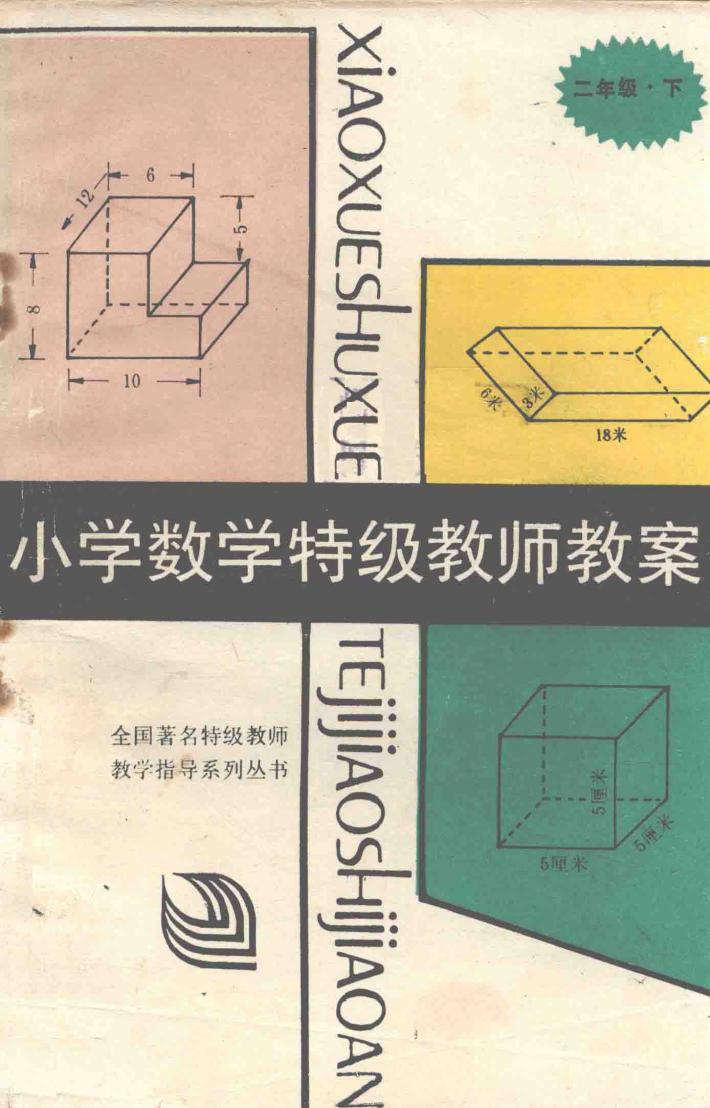 二年级·下
XiAOXUESHUXUE
12
6
5
8
10
6米
3米
18米
小学数学特级教师教案
TEjijiAOSHijiAOAN
全国著名特级教师
教学指导系列丛书
5厘米
5厘米
5厘米